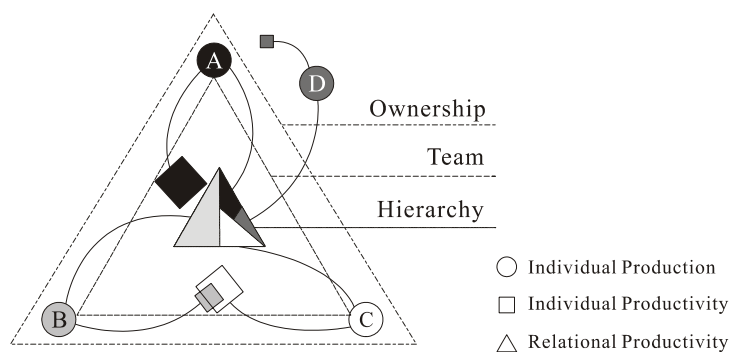 A
D
Ownership
Team
Hierarchy
Individual Production
B
C
Individual Productivity
Relational Productivity